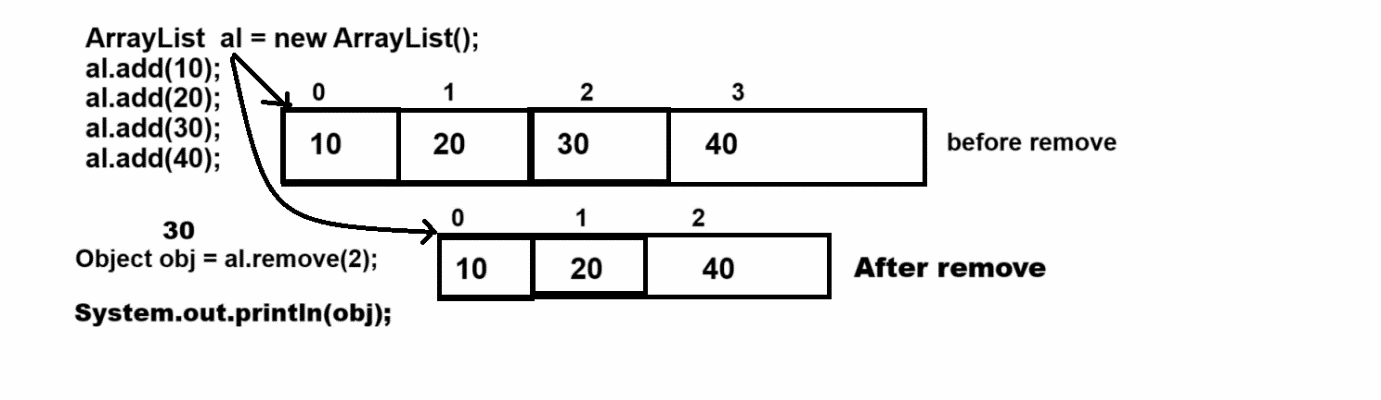 ArrayList al = new ArrayList();
al.add(10);
al.add(20);
al.add(30);
al.add(40);
0 1 2 3
10 20 30 40
before remove
30
Object obj = al.remove(2);
System.out.println(obj);
0 1 2
10 20 40
After remove